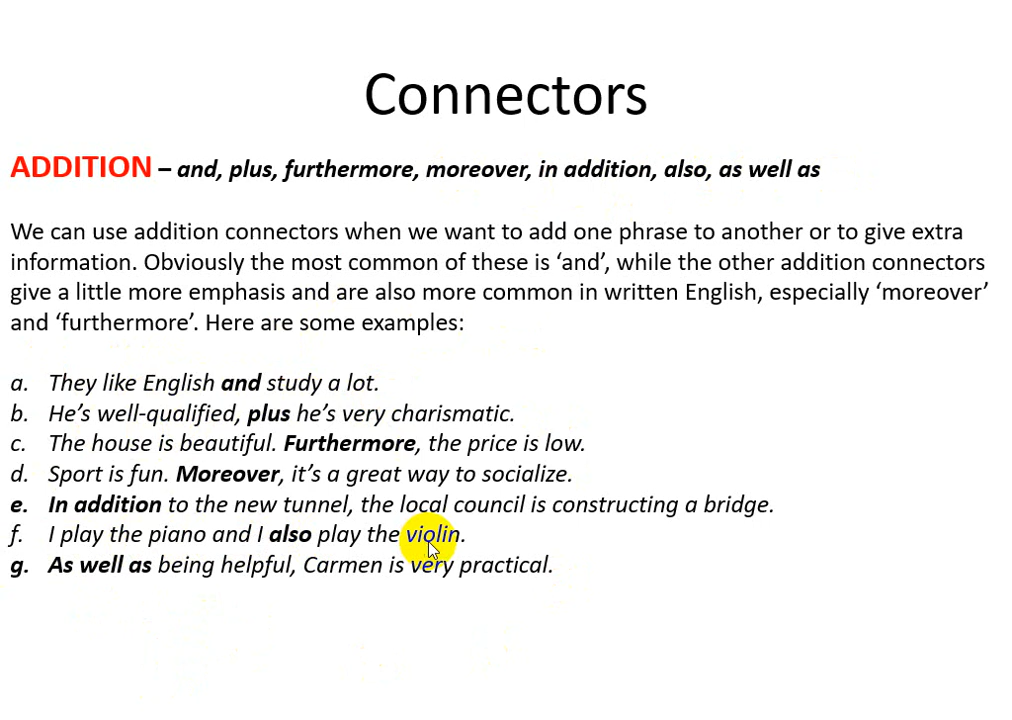 Connectors
ADDITION – and, plus, furthermore, moreover, in addition, also, as well as
We can use addition connectors when we want to add one phrase to another or to give extra
information. Obviously the most common of these is ‘and’, while the other addition connectors
give a little more emphasis and are also more common in written English, especially ‘moreover’
and ‘furthermore’. Here are some examples:
a. They like English and study a lot.
b. He’s well-qualified, plus he’s very charismatic.
c. The house is beautiful. Furthermore, the price is low.
d. Sport is fun. Moreover, it’s a great way to socialize.
e. In addition to the new tunnel, the local council is constructing a bridge.
f. I play the piano and I also play the violin.
g. As well as being helpful, Carmen is very practical.